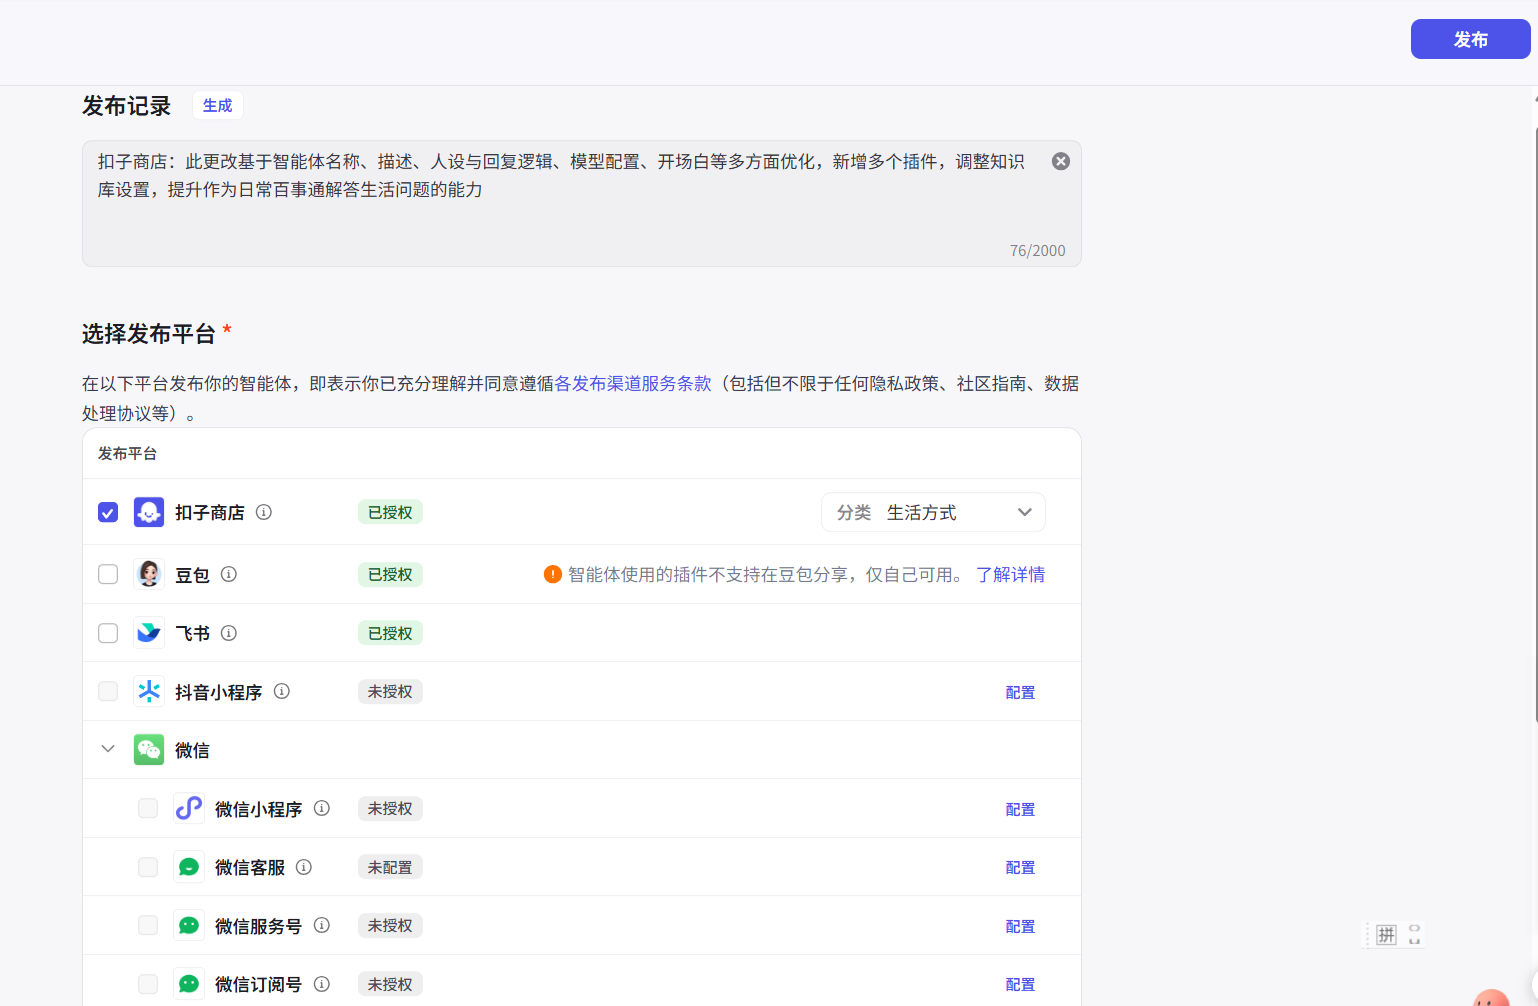 发布
发布记录 生成
扣子商店：此更改基于智能体名称、描述、人设与回复逻辑、模型配置、开场白等多方面优化，新增多个插件，调整知识
库设置，提升作为日常百事通解答生活问题的能力
76/2000
选择发布平台 *
在以下平台发布你的智能体，即表示你已充分理解并同意遵循各发布渠道服务条款（包括但不限于任何隐私政策、社区指南、数据
处理协议等）。
发布平台
扣子商店 已授权 分类 生活方式
豆包 已授权 智能体使用的插件不支持在豆包分享，仅自己可用。 了解详情
飞书 已授权
抖音小程序 未授权 配置
微信
微信小程序 未授权 配置
微信客服 未配置 配置
微信服务号 未授权 配置
拼
微信订阅号 未授权 配置